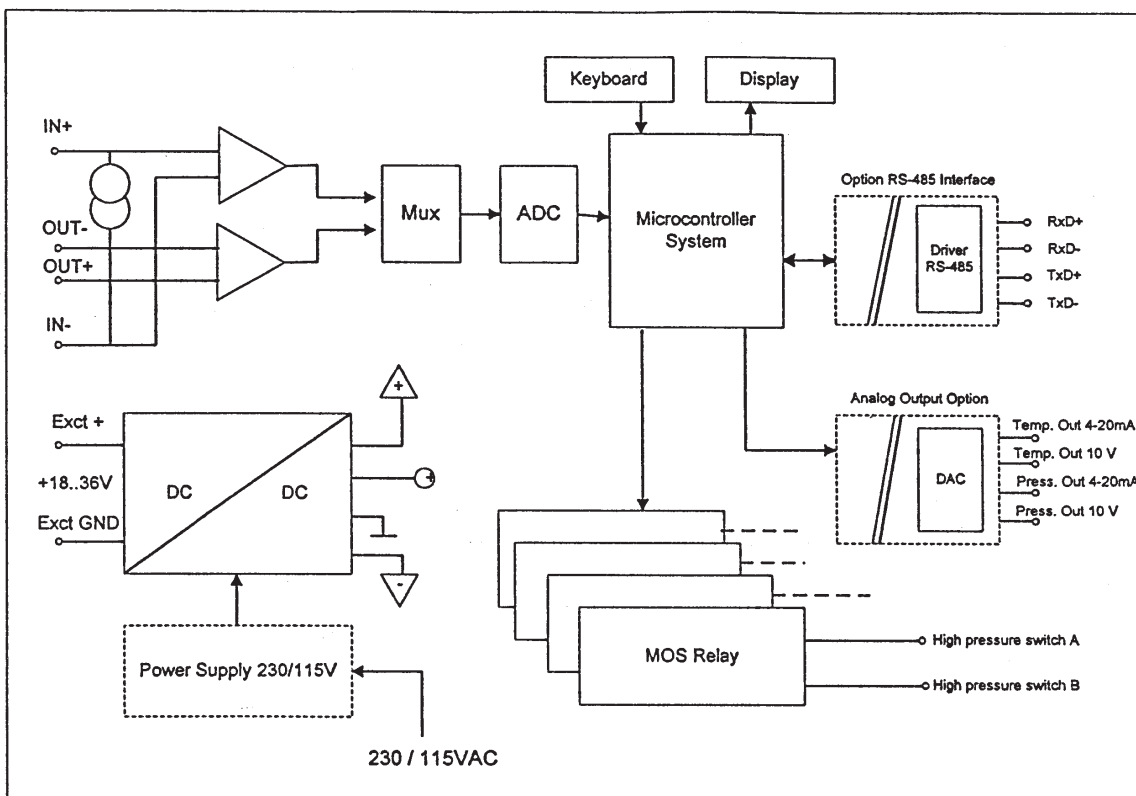 Keyboard
Display
IN+
OUT-
OUT+
IN-
Mux
ADC
Microcontroller
System
Option RS-485 Interface
Driver
RS-485
RxD+
RxD-
TxD+
TxD-
Exct +
+18..36V
Exct GND
DC
DC
+
+
-
Analog Output Option
DAC
Temp. Out 4-20mA
Temp. Out 10 V
Press. Out 4-20mA
Press. Out 10 V
Power Supply 230/115V
230 / 115VAC
MOS Relay
High pressure switch A
High pressure switch B